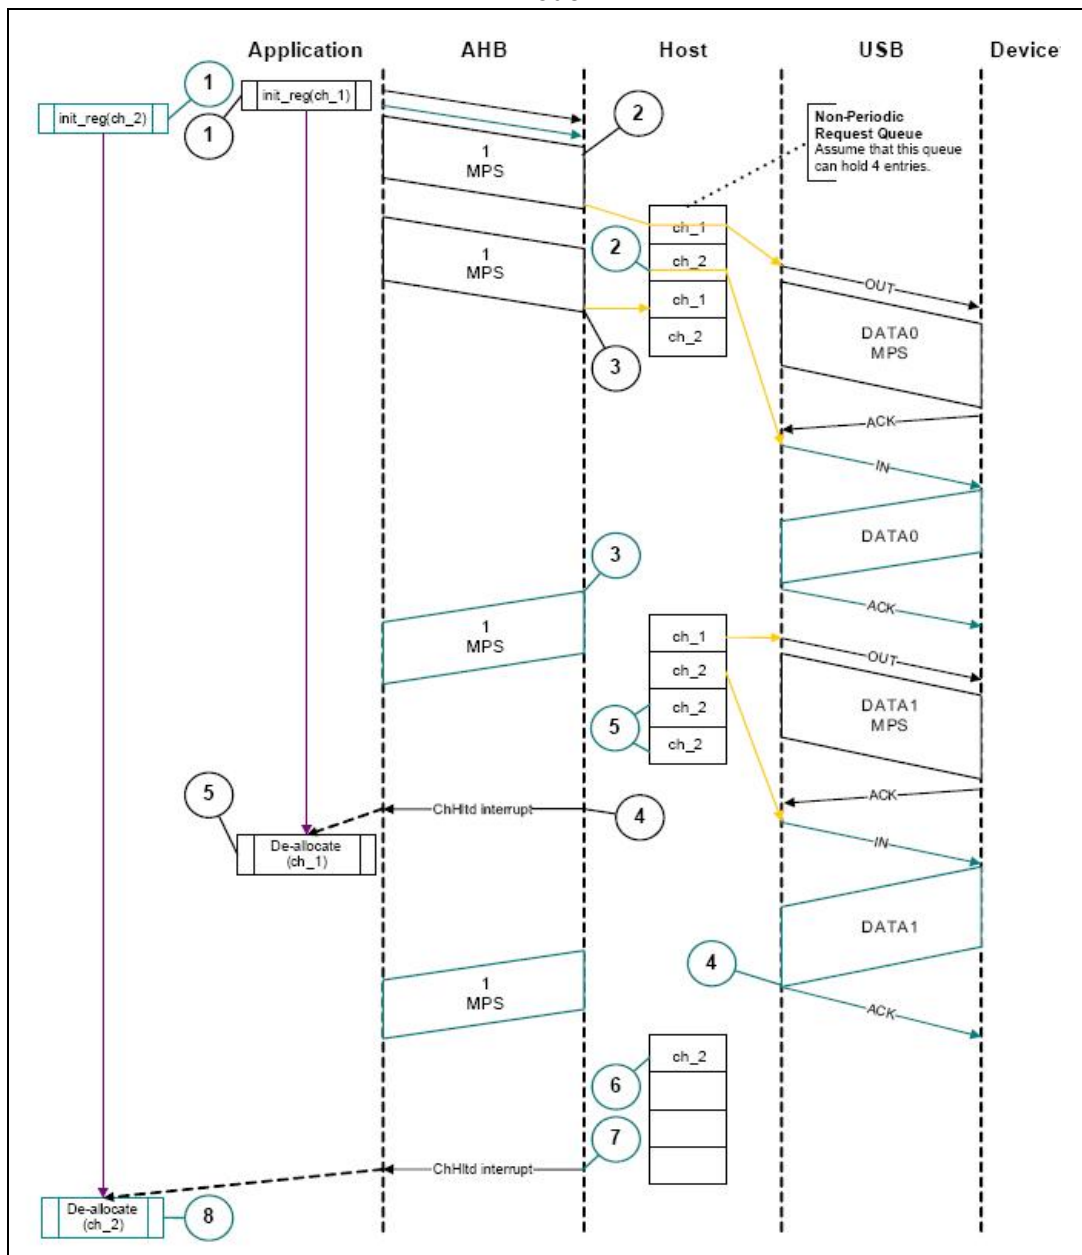 Application AHB Host USB Device
1
init_reg(ch_1)
init_reg(ch_2)
1
2
Non-Periodic
Request Queue
Assume that this queue
can hold 4 entries.
1
MPS
ch_1
2
ch_2
1
MPS
OUT
ch_1
DATA0
MPS
ch_2
3
ACK
IN
DATA0
3
ACK
1
MPS
ch_1
OUT
ch_2
DATA1
MPS
5
ch_2
ch_2
5
ChHltd interrupt
4
ACK
De-allocate
(ch_1)
IN
DATA1
4
1
MPS
ACK
ch_2
6
7
ChHltd interrupt
De-allocate
(ch_2)
8